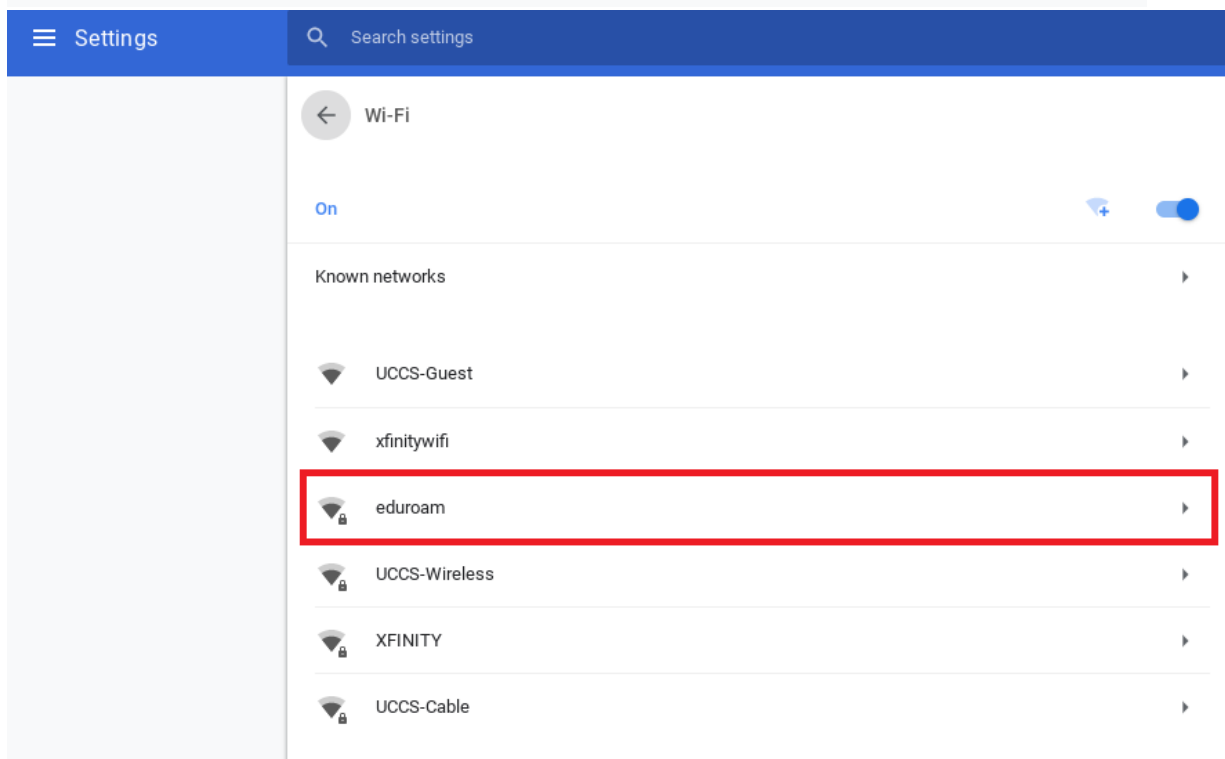 Settings
Search settings
Wi-Fi
On
Known networks
UCCS-Guest
xfinitywifi
eduroam
UCCS-Wireless
XFINITY
UCCS-Cable